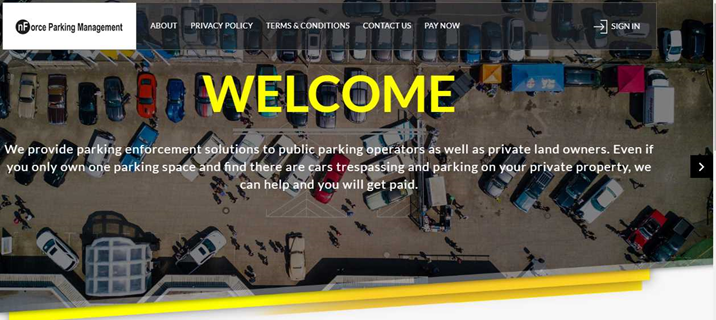 nForce Parking Management
ABOUT PRIVACY POLICY TERMS & CONDITIONS CONTACT US PAY NOW SIGN IN
WELCOME
We provide parking enforcement solutions to public parking operators as well as private land owners. Even if
you only own one parking space and find there are cars trespassing and parking on your private property, we
can help and you will get paid.